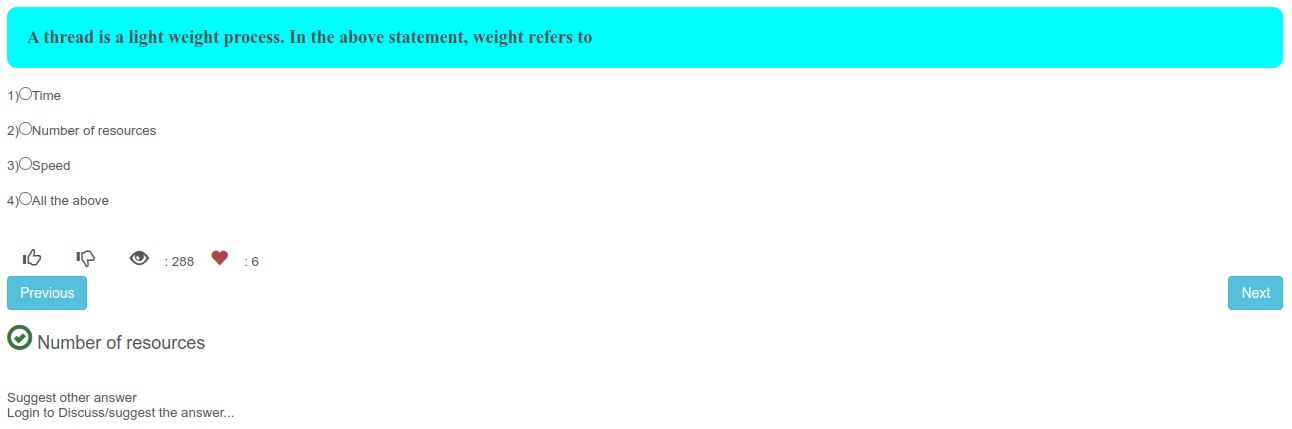 A thread is a light weight process. In the above statement, weight refers to
1) Time
2) Number of resources
3) Speed
4) All the above
: 288 : 6
Previous Next
Number of resources
Suggest other answer
Login to Discuss/suggest the answer...